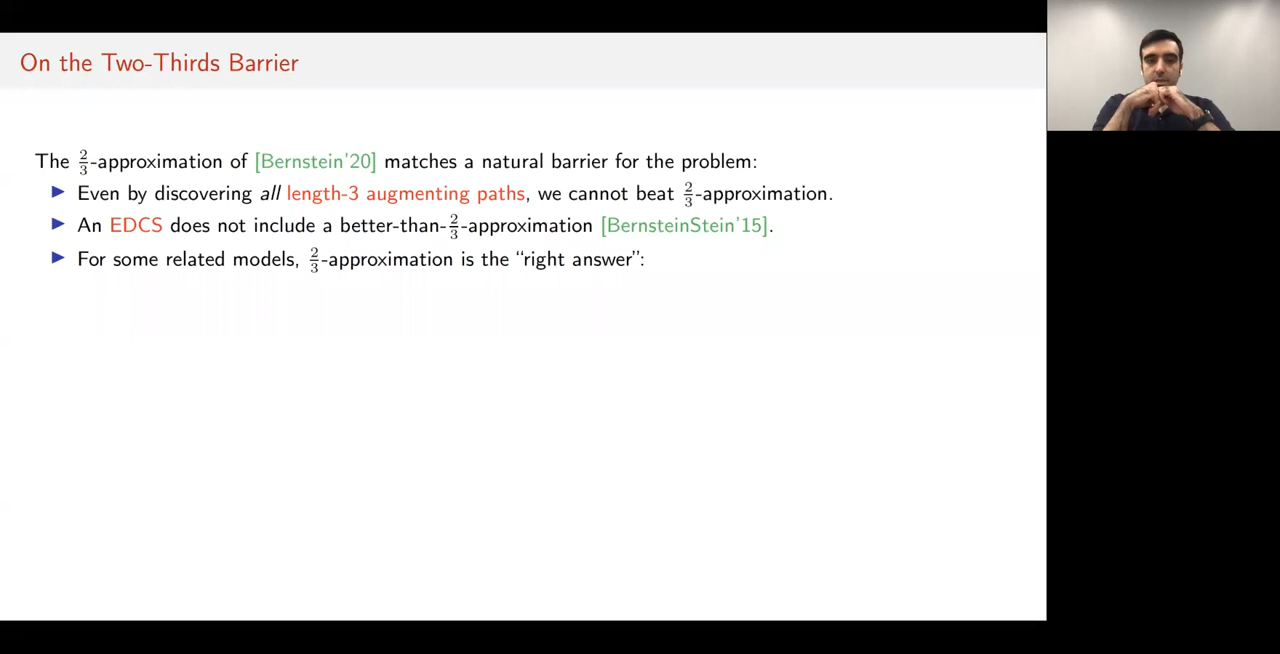 On the Two-Thirds Barrier
The 2/3-approximation of [Bernstein'20] matches a natural barrier for the problem:
▶ Even by discovering all length-3 augmenting paths, we cannot beat 2/3-approximation.
▶ An EDCS does not include a better-than-2/3-approximation [BernsteinStein'15].
▶ For some related models, 2/3-approximation is the “right answer”: